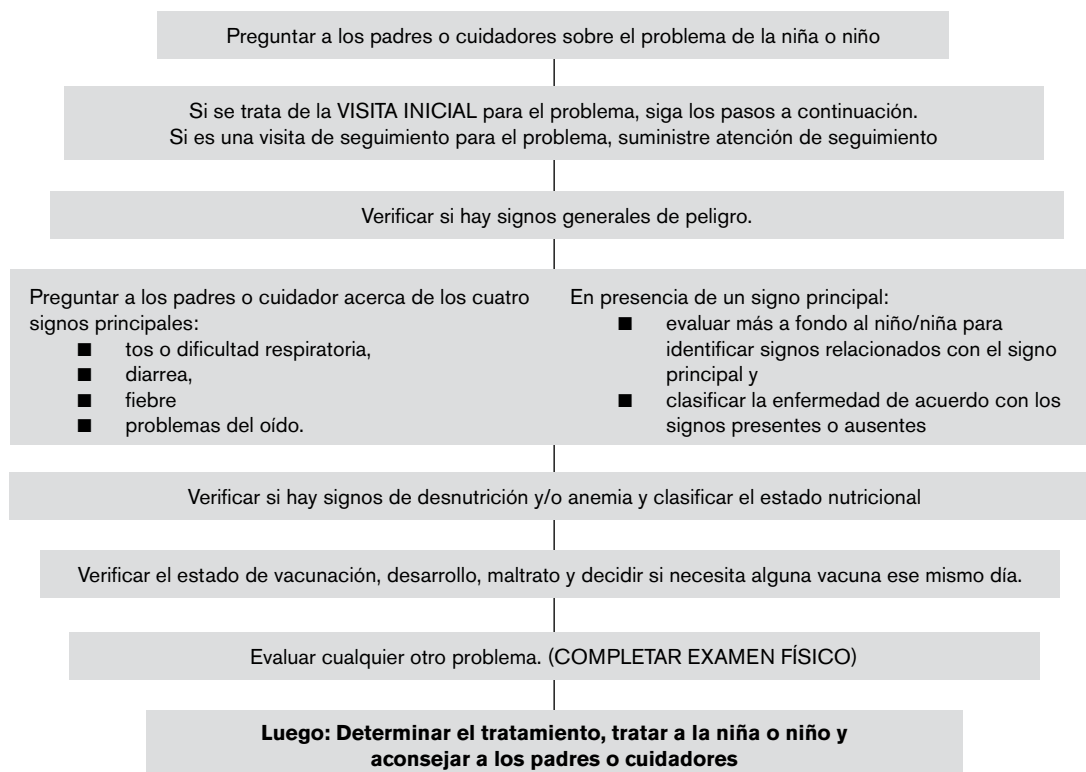 Preguntar a los padres o cuidadores sobre el problema de la niña o niño
Si se trata de la VISITA INICIAL para el problema, siga los pasos a continuación.
Si es una visita de seguimiento para el problema, suministre atención de seguimiento
Verificar si hay signos generales de peligro.
Preguntar a los padres o cuidador acerca de los cuatro
signos principales:
■ tos o dificultad respiratoria,
■ diarrea,
■ fiebre
■ problemas del oído.
En presencia de un signo principal:
■ evaluar más a fondo al niño/niña para
identificar signos relacionados con el signo
principal y
■ clasificar la enfermedad de acuerdo con los
signos presentes o ausentes
Verificar si hay signos de desnutrición y/o anemia y clasificar el estado nutricional
Verificar el estado de vacunación, desarrollo, maltrato y decidir si necesita alguna vacuna ese mismo día.
Evaluar cualquier otro problema. (COMPLETAR EXAMEN FÍSICO)
Luego: Determinar el tratamiento, tratar a la niña o niño y
aconsejar a los padres o cuidadores